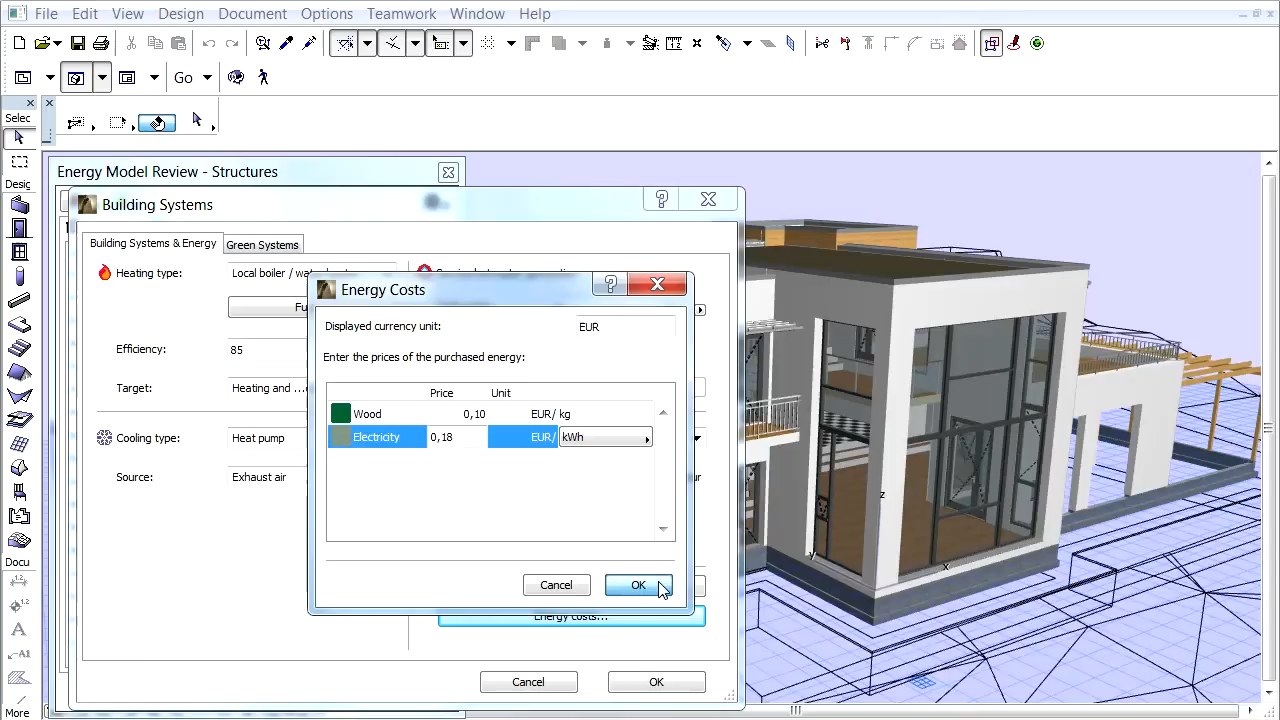 File Edit View Design Document Options Teamwork Window Help
Go
Selec
Desig
Docu
More
Energy Model Review - Structures
Building Systems
Building Systems & Energy
Green Systems
Heating type:
Local boiler /
Efficiency:
85
Target:
Heating and ...
Cooling type:
Heat pump
Source:
Exhaust air
Energy costs...
Cancel
OK
Energy Costs
Displayed currency unit:
EUR
Enter the prices of the purchased energy:
Price Unit
Wood 0,10 EUR/ kg
Electricity 0,18 EUR/ kWh
Cancel
OK
A
A1
1.2
z
y
x